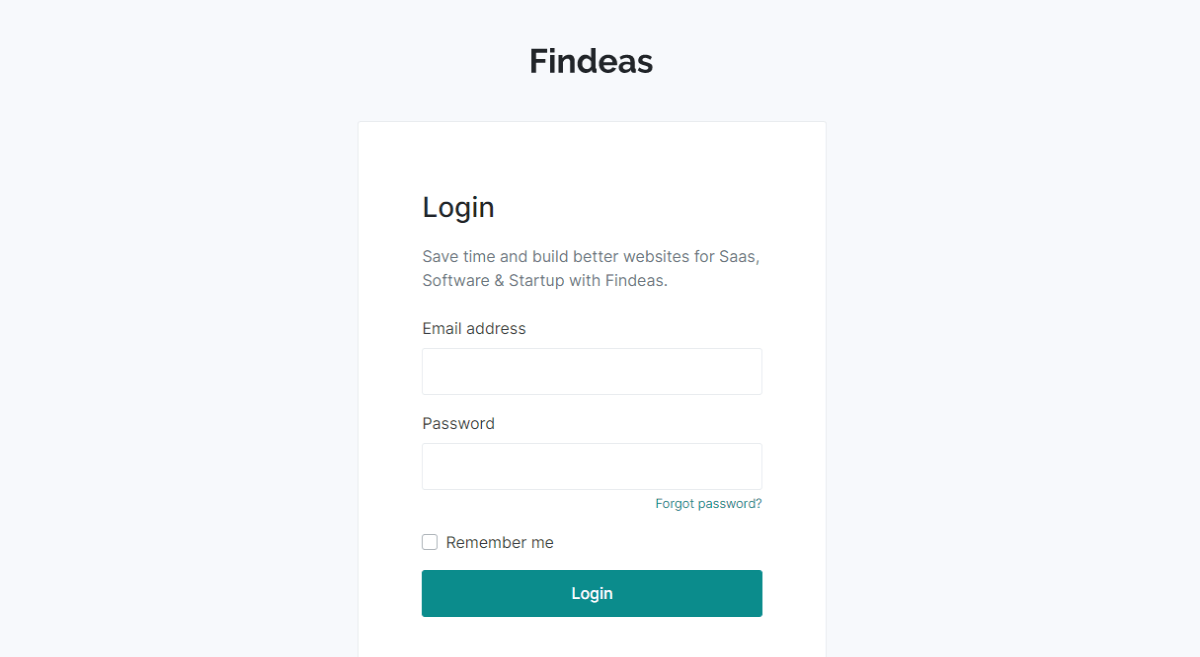 Findeas
Login
Save time and build better websites for Saas,
Software & Startup with Findeas.
Email address
Password
Forgot password?
Remember me
Login